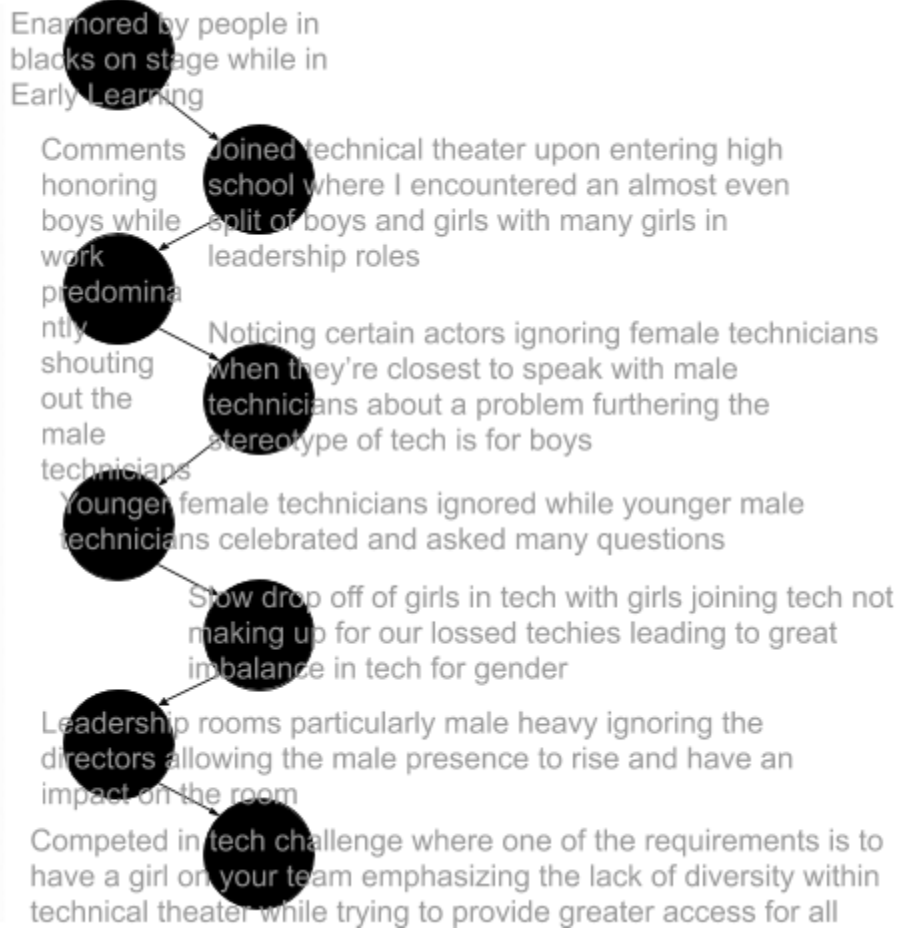 Enamored by people in
blacks on stage while in
Early Learning
Joined technical theater upon entering high
school where I encountered an almost even
split of boys and girls with many girls in
leadership roles
Comments
honoring
boys while
work
predomina
ntly
shouting
out the
male
technicians
Noticing certain actors ignoring female technicians
when they're closest to speak with male
technicians about a problem furthering the
stereotype of tech is for boys
Younger female technicians ignored while younger male
technicians celebrated and asked many questions
Slow drop off of girls in tech with girls joining tech not
making up for our lossed techies leading to great
imbalance in tech for gender
Leadership rooms particularly male heavy ignoring the
directors allowing the male presence to rise and have an
impact on the room
Competed in tech challenge where one of the requirements is to
have a girl on your team emphasizing the lack of diversity within
technical theater while trying to provide greater access for all